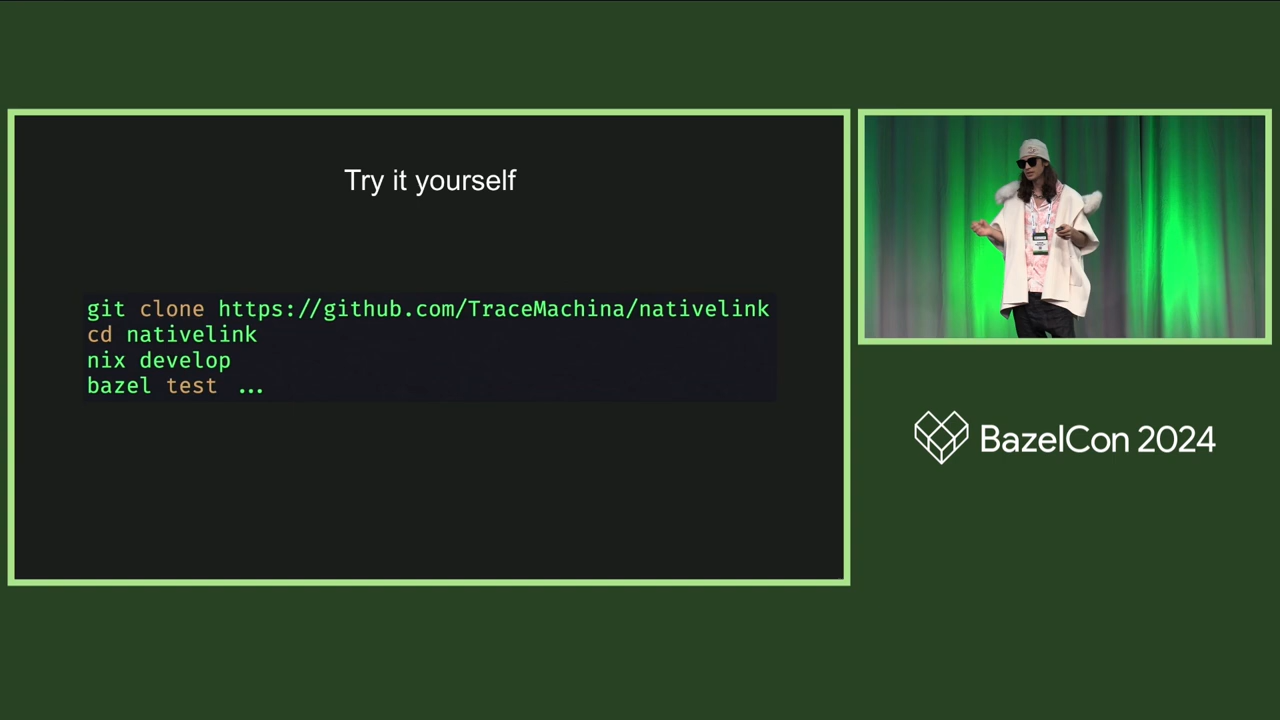 Try it yourself
git clone https://github.com/TraceMachina/nativelink
cd nativelink
nix develop
bazel test ...
BazelCon 2024